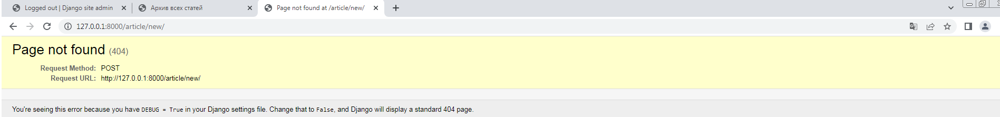 Logged out | Django site admin
Архив всех статей
Page not found at /article/new/
127.0.0.1:8000/article/new/
Page not found (404)
Request Method: POST
Request URL: http://127.0.0.1:8000/article/new/
You're seeing this error because you have DEBUG = True in your Django settings file. Change that to False, and Django will display a standard 404 page.